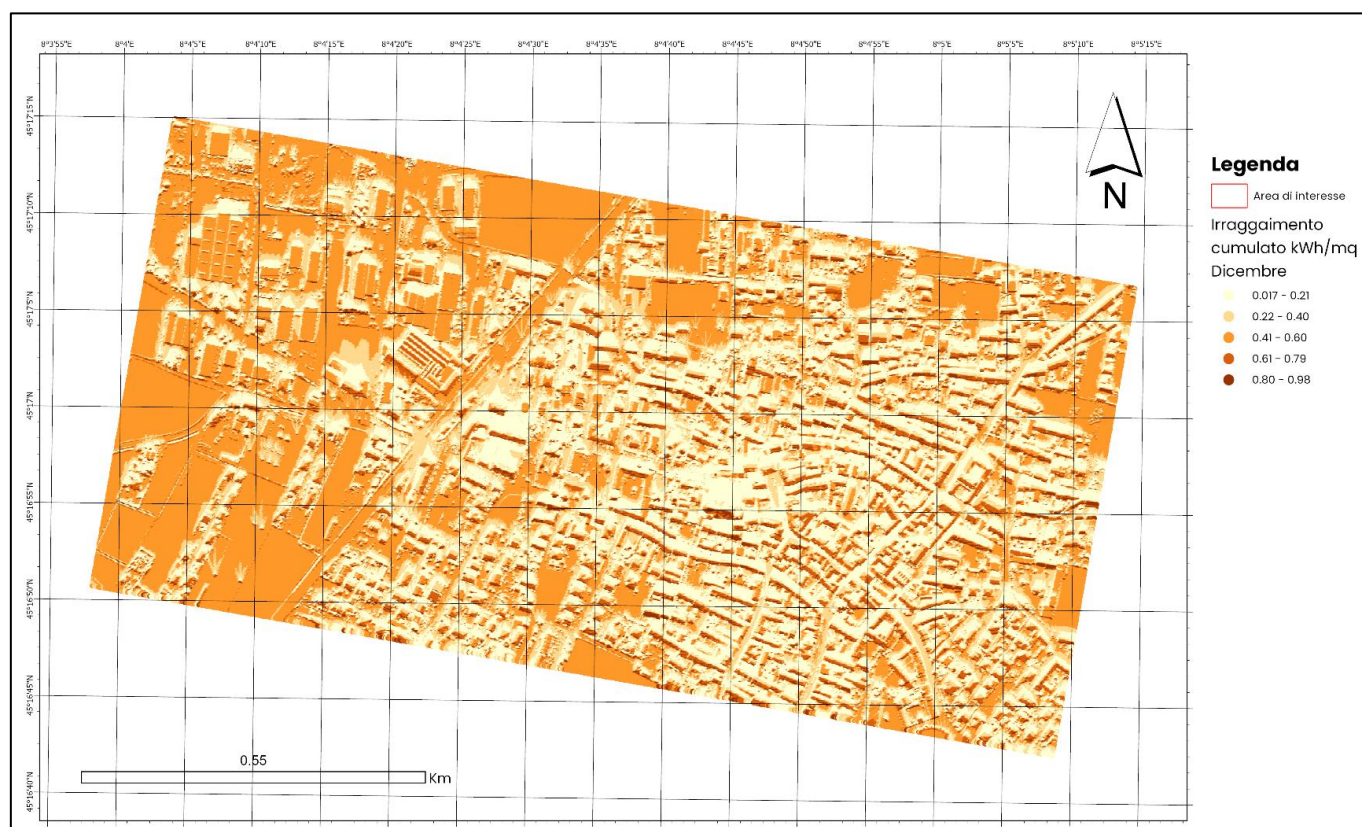 8°3'55"E 8°4'E 8°4'5"E 8°4'10"E 8°4'15"E 8°4'20"E 8°4'25"E 8°4'30"E 8°4'35"E 8°4'40"E 8°4'45"E 8°4'50"E 8°4'55"E 8°5'E 8°5'5"E 8°5'10"E 8°5'15"E
45°17'15"N
45°17'10"N
45°17'5"N
45°17'N
45°16'55"N
45°16'50"N
45°16'45"N
45°16'40"N
N
0.55
Km
Legenda
Area di interesse
Irraggaimento
cumulato kWh/mq
Dicembre
0.017 - 0.21
0.22 - 0.40
0.41 - 0.60
0.61 - 0.79
0.80 - 0.98